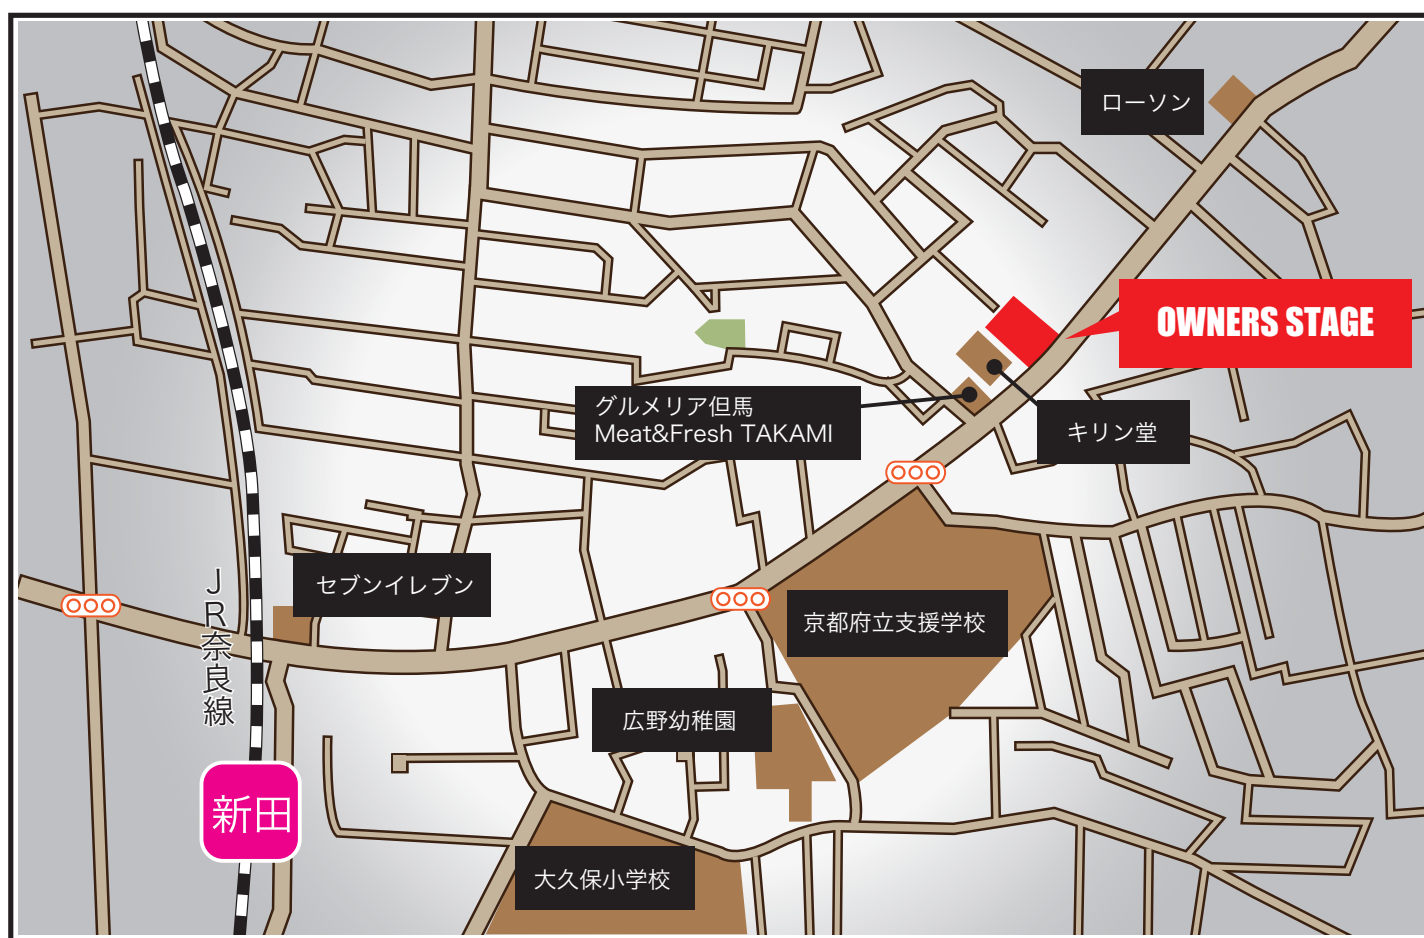 ローソン
OWNERS STAGE
グルメリア但馬
Meat&Fresh TAKAMI
キリン堂
セブンイレブン
JR奈良線
京都府立支援学校
広野幼稚園
新田
大久保小学校